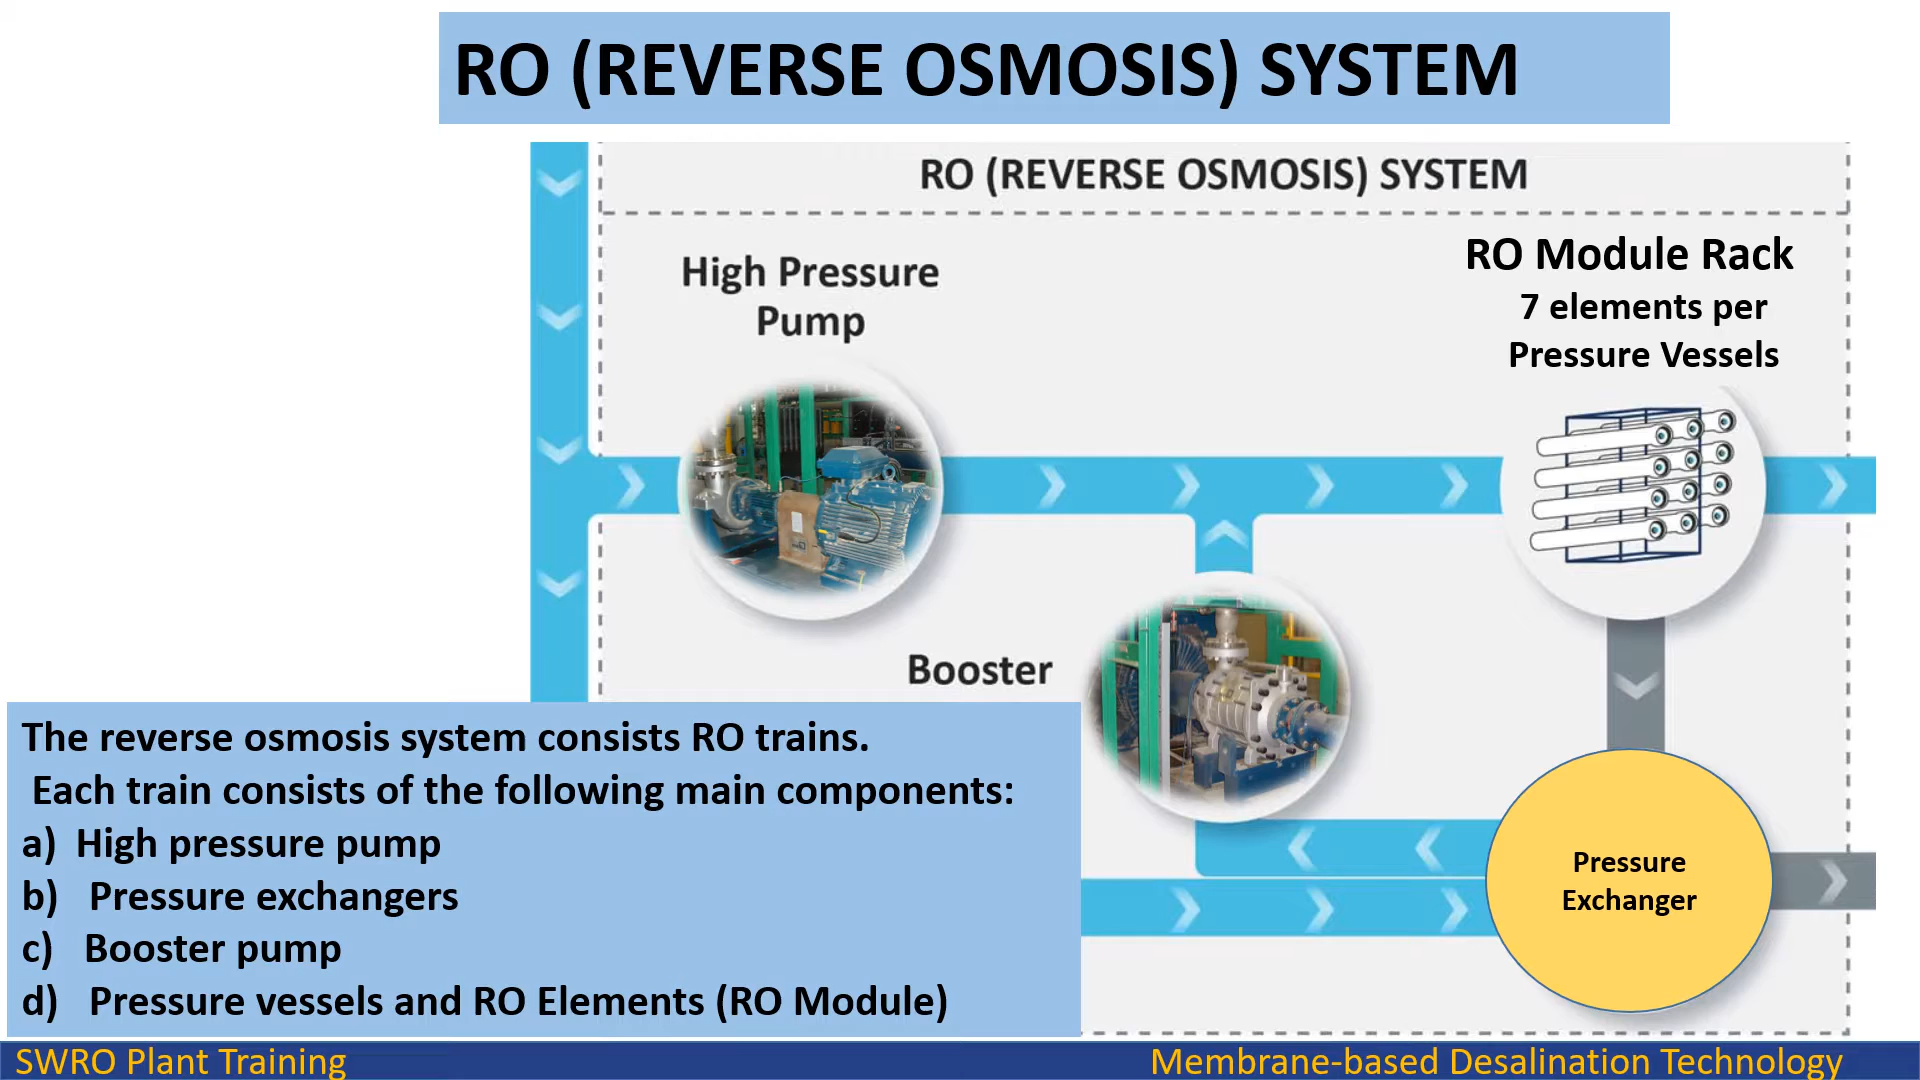 RO (REVERSE OSMOSIS) SYSTEM
RO (REVERSE OSMOSIS) SYSTEM
High Pressure
Pump
RO Module Rack
7 elements per
Pressure Vessels
Booster
The reverse osmosis system consists RO trains.
Each train consists of the following main components:
a) High pressure pump
b) Pressure exchangers
c) Booster pump
d) Pressure vessels and RO Elements (RO Module)
Pressure
Exchanger
SWRO Plant Training
Membrane-based Desalination Technology